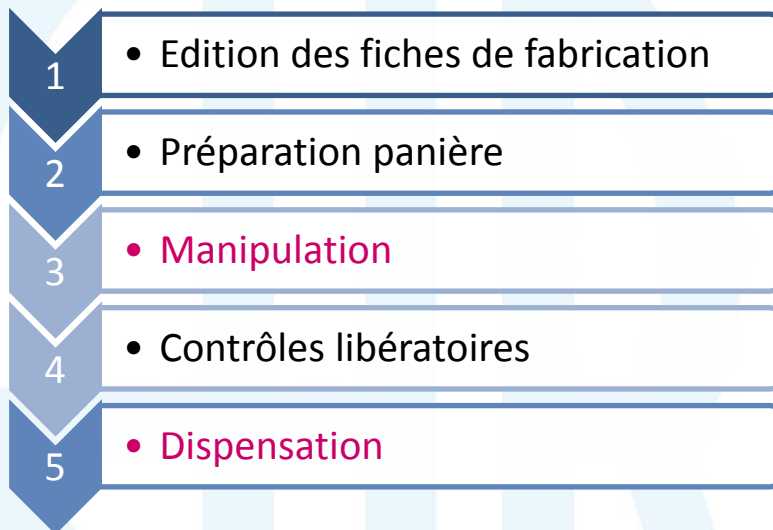 1
• Edition des fiches de fabrication
2
• Préparation panière
3
• Manipulation
4
• Contrôles libératoires
5
• Dispensation